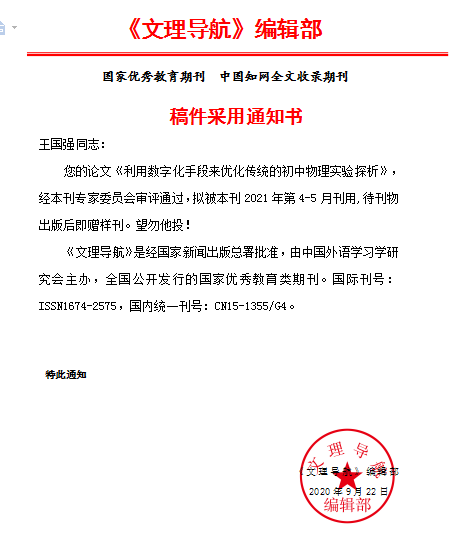 《文理导航》编辑部
国家优秀教育期刊 中国知网全文收录期刊
稿件采用通知书
王国强同志：
您的论文《利用数字化手段来优化传统的初中物理实验探析》，
经本刊专家委员会审评通过，拟被本刊 2021 年第 4-5 月刊用,待刊物
出版后即赠样刊。望勿他投！
《文理导航》是经国家新闻出版总署批准，由中国外语学习学研
究会主办，全国公开发行的国家优秀教育类期刊。国际刊号：
ISSN1674-2575，国内统一刊号：CN15-1355/G4。
特此通知
文理导航
《文理导航》编辑部
2020 年 9 月 22 日
编辑部